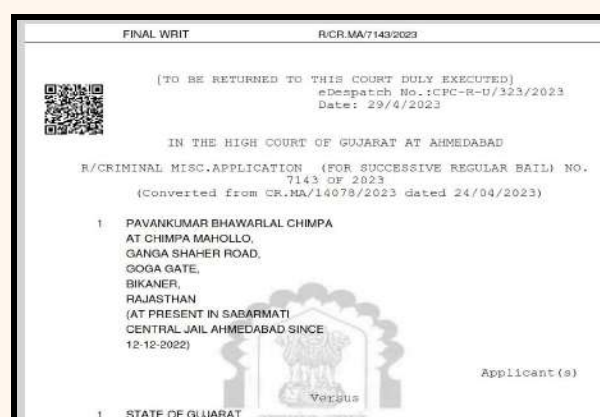 FINAL WRIT R/CR.MA/7143/2023
[TO BE RETURNED TO THIS COURT DULY EXECUTED]
eDespatch No.:CPC-R-U/323/2023
Date: 29/4/2023
IN THE HIGH COURT OF GUJARAT AT AHMEDABAD
R/CRIMINAL MISC.APPLICATION (FOR SUCCESSIVE REGULAR BAIL) NO.
7143 OF 2023
(Converted from CR.MA/14078/2023 dated 24/04/2023)
1 PAVANKUMAR BHAWARLAL CHIMPA
AT CHIMPA MAHOLLO,
GANGA SHAHER ROAD,
GOGA GATE,
BIKANER,
RAJASTHAN
(AT PRESENT IN SABARMATI
CENTRAL JAIL AHMEDABAD SINCE
12-12-2022)
Applicant(s)
Versus
1 STATE OF GUJARAT